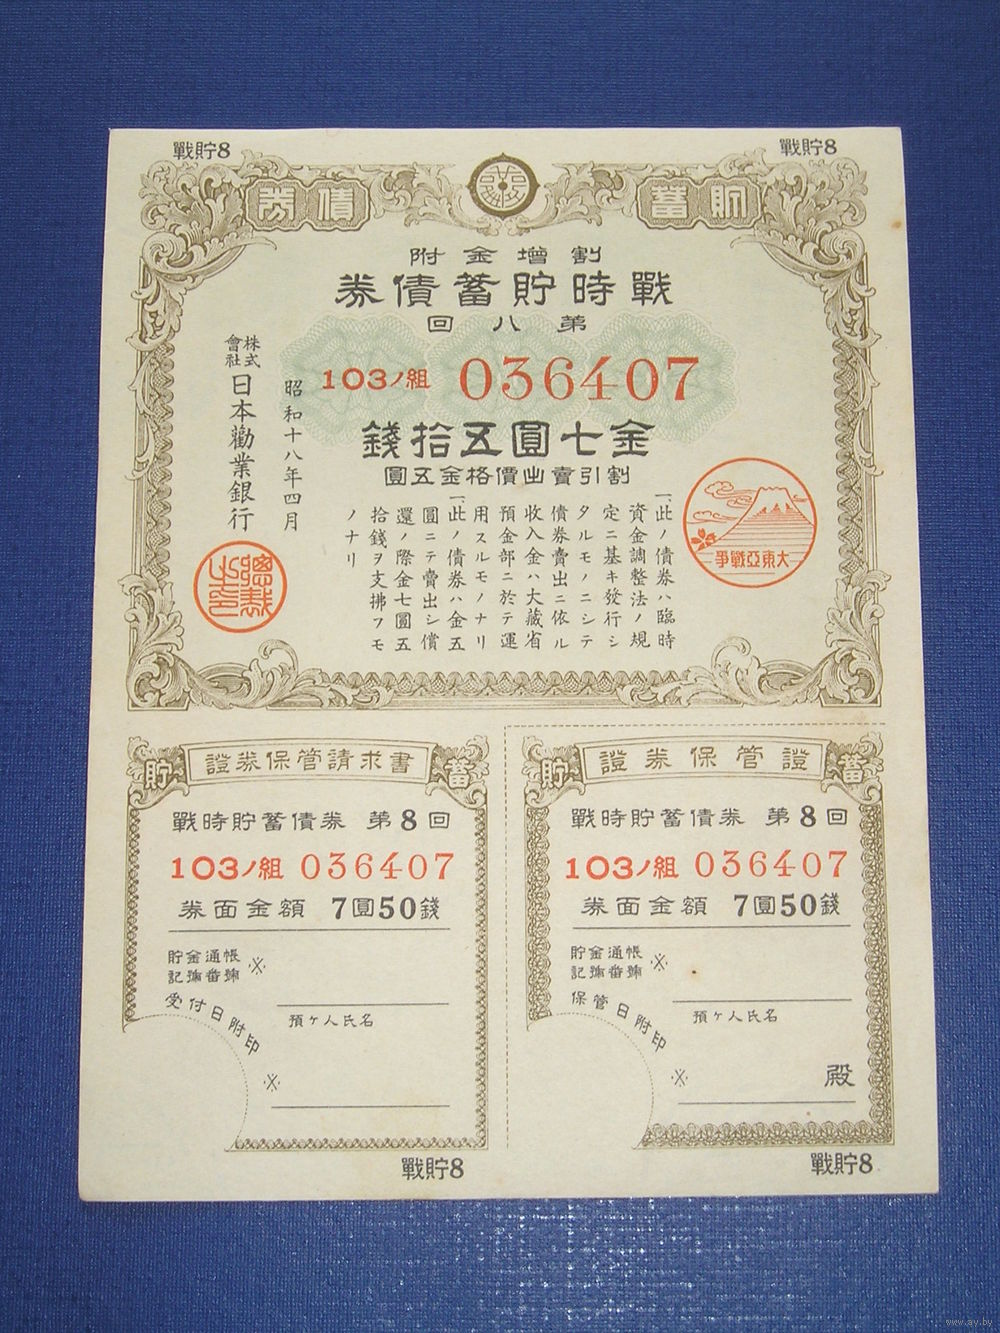 戰貯8
戰貯8
貯蓄
債券
割增金附
戰時貯蓄債券
第八回
103ノ組 036407
金七圓五拾錢
割引賣出價格金五圓
大東亞戰爭
一、此ノ債券ハ臨時
資金調整法ノ規
定ニ基キ發行シ
タルモノニシテ
債券賣出ニ依ル
收入金ハ大藏省
預金部ニ於テ運
用スルモノナリ
一、此ノ債券ハ金五
圓ニテ賣出シ償
還ノ際金七圓五
拾錢ヲ支拂フモ
ノナリ
昭和十八年四月
株式會社日本勸業銀行
總裁之印
證券保管請求書
貯
蓄
戰時貯蓄債券 第8回
103ノ組 036407
券面金額 7圓50錢
貯金通帳
記號番號
※
受付日附印
預ケ人氏名
※
戰貯8
證券保管證
貯
蓄
戰時貯蓄債券 第8回
103ノ組 036407
券面金額 7圓50錢
貯金通帳
記號番號
※
保管日附印
預ケ人氏名
※
殿
戰貯8
www.ay.by